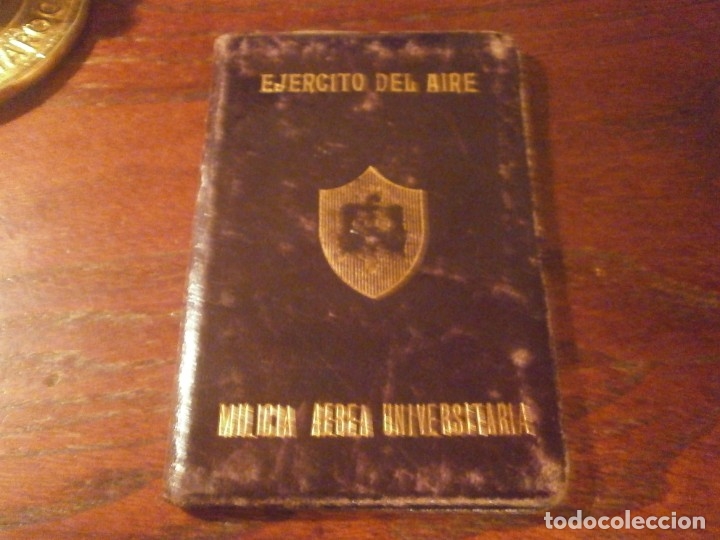 EJERCITO DEL AIRE
MILICIA AEREA UNIVERSITARIA
todocoleccion